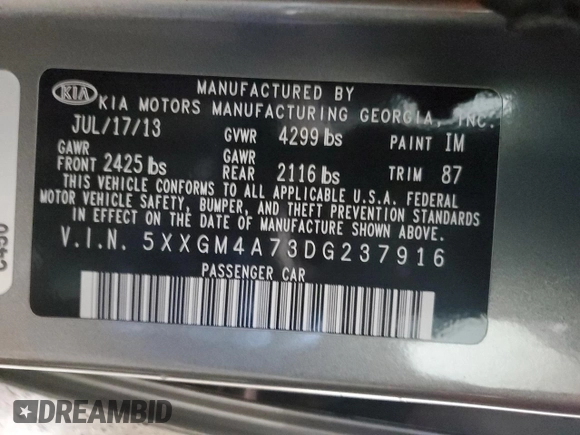 MANUFACTURED BY
KIA KIA MOTORS MANUFACTURING GEORGIA, INC.
JUL/17/13 GVWR 4299 lbs PAINT IM
GAWR FRONT 2425 lbs GAWR REAR 2116 lbs TRIM 87
THIS VEHICLE CONFORMS TO ALL APPLICABLE U.S.A. FEDERAL
MOTOR VEHICLE SAFETY, BUMPER, AND THEFT PREVENTION STANDARDS
IN EFFECT ON THE DATE OF MANUFACTURE SHOWN ABOVE.
V.I.N. 5XXGM4A73DG237916
PASSENGER CAR
DREAMBID